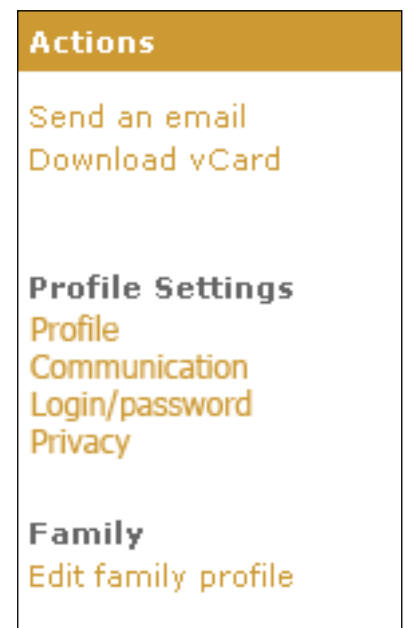 Actions
Send an email
Download vCard
Profile Settings
Profile
Communication
Login/password
Privacy
Family
Edit family profile